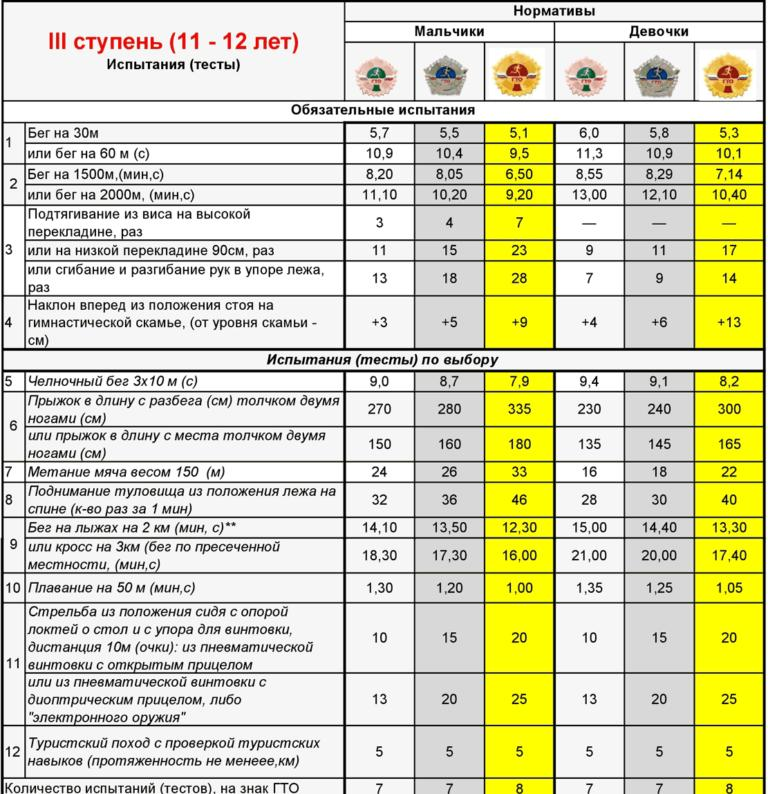 III ступень (11 - 12 лет)
Испытания (тесты)
Нормативы
Мальчики Девочки
ГТО ГТО ГТО ГТО ГТО ГТО
Обязательные испытания
1 Бег на 30м 5,7 5,5 5,1 6,0 5,8 5,3
или бег на 60 м (с) 10,9 10,4 9,5 11,3 10,9 10,1
2 Бег на 1500м,(мин,с) 8,20 8,05 6,50 8,55 8,29 7,14
или бег на 2000м, (мин,с) 11,10 10,20 9,20 13,00 12,10 10,40
3 Подтягивание из виса на высокой
перекладине, раз 3 4 7 — — —
или на низкой перекладине 90см, раз 11 15 23 9 11 17
или сгибание и разгибание рук в упоре лежа,
раз 13 18 28 7 9 14
4 Наклон вперед из положения стоя на
гимнастической скамье, (от уровня скамьи -
см) +3 +5 +9 +4 +6 +13
Испытания (тесты) по выбору
5 Челночный бег 3х10 м (с) 9,0 8,7 7,9 9,4 9,1 8,2
6 Прыжок в длину с разбега (см) толчком двумя
ногами (см) 270 280 335 230 240 300
или прыжок в длину с места толчком двумя
ногами (см) 150 160 180 135 145 165
7 Метание мяча весом 150 (м) 24 26 33 16 18 22
8 Поднимание туловища из положения лежа на
спине (к-во раз за 1 мин) 32 36 46 28 30 40
9 Бег на лыжах на 2 км (мин, с)** 14,10 13,50 12,30 15,00 14,40 13,30
или кросс на 3км (бег по пресеченной
местности, (мин,с) 18,30 17,30 16,00 21,00 20,00 17,40
10 Плавание на 50 м (мин,с) 1,30 1,20 1,00 1,35 1,25 1,05
11 Стрельба из положения сидя с опорой
локтей о стол и с упора для винтовки,
дистанция 10м (очки): из пневматической
винтовки с открытым прицелом 10 15 20 10 15 20
или из пневматической винтовки с
диоптрическим прицелом, либо
"электронного оружия" 13 20 25 13 20 25
12 Туристский поход с проверкой туристских
навыков (протяженность не менеее,км) 5 5 5 5 5 5
Количество испытаний (тестов), на знак ГТО 7 7 8 7 7 8